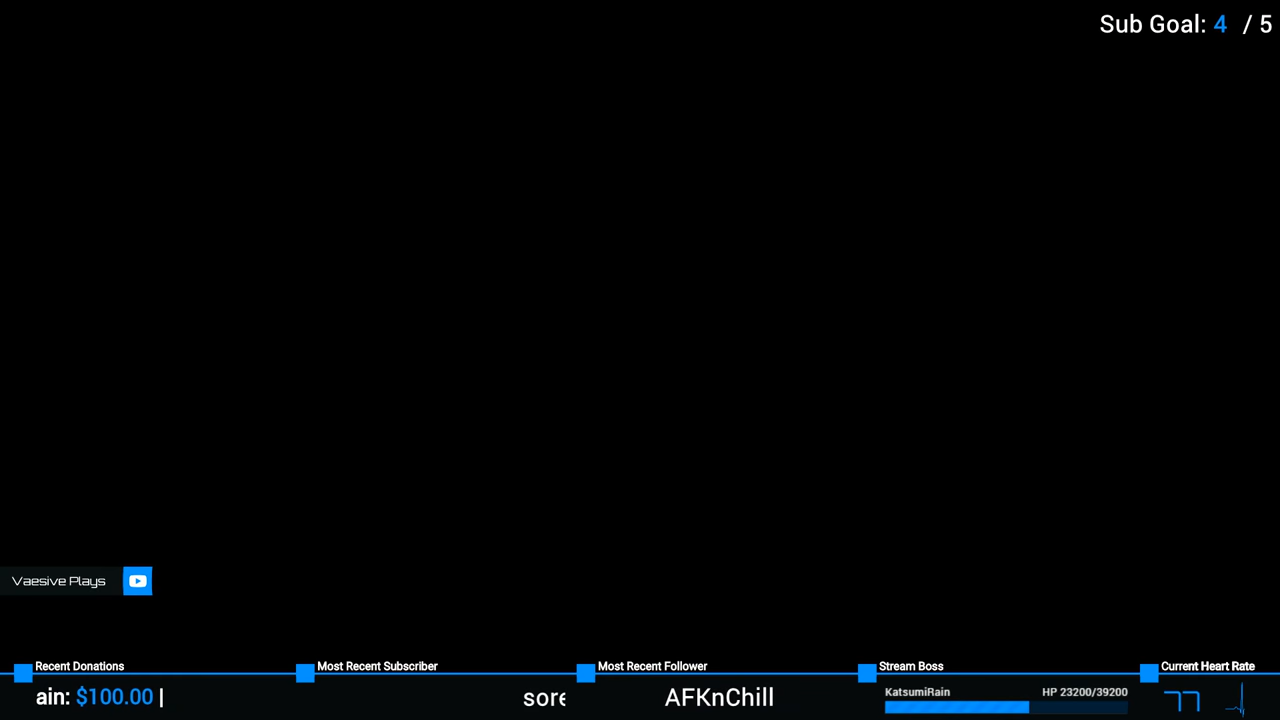 Sub Goal: 4 / 5
Vaesive Plays
Recent Donations
Most Recent Subscriber
Most Recent Follower
Stream Boss
Current Heart Rate
ain: $100.00 |
sore
AFKnChill
KatsumiRain
HP 23200/39200
77